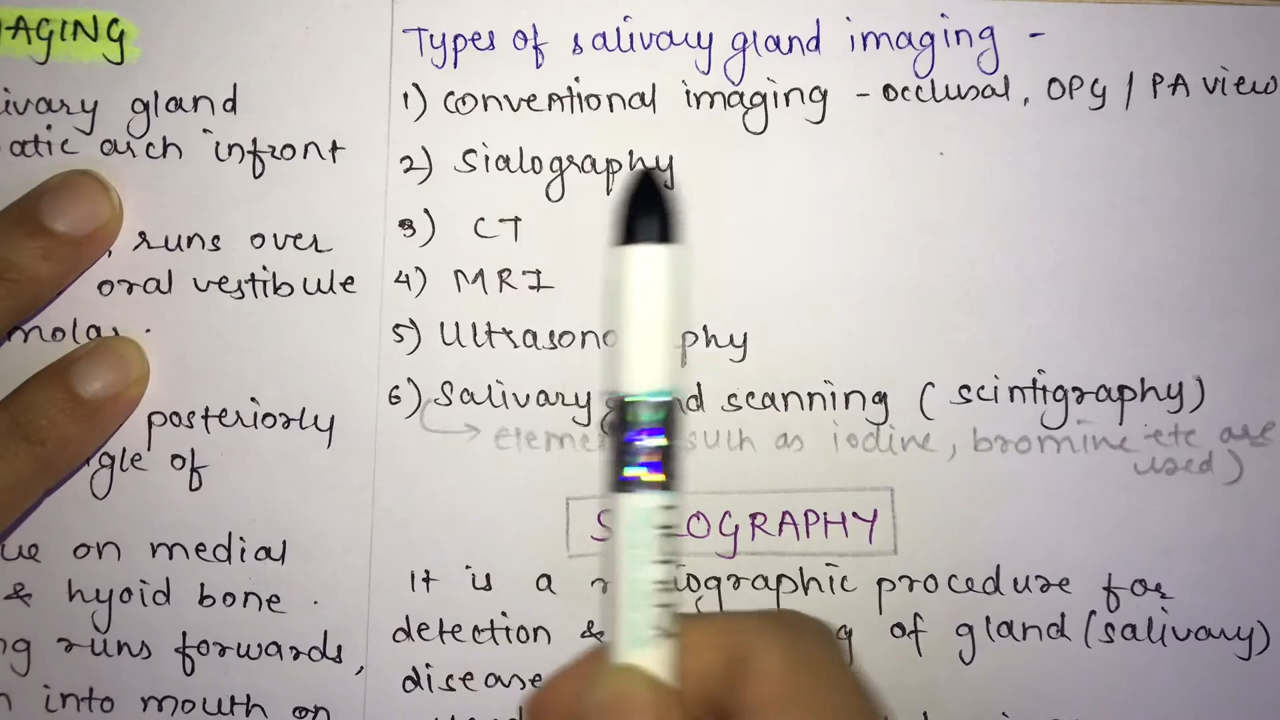 AGING
ivary gland
atic arch infront
runs over
oral vestibule
molar.
posteriorly
gle of
ue on medial
& hyoid bone.
ng runs forwards,
n into mouth on
Types of salivary gland imaging -
1) conventional imaging - occlusal, OPG / PA view
2) Sialography
3) CT
4) MRI
5) Ultrasono phy
6) Salivary g nd scanning (scintigraphy)
elemen such as iodine, bromine etc are
used)
S OGRAPHY
It is a r iographic procedure for
detection & g of gland (salivary)
disease